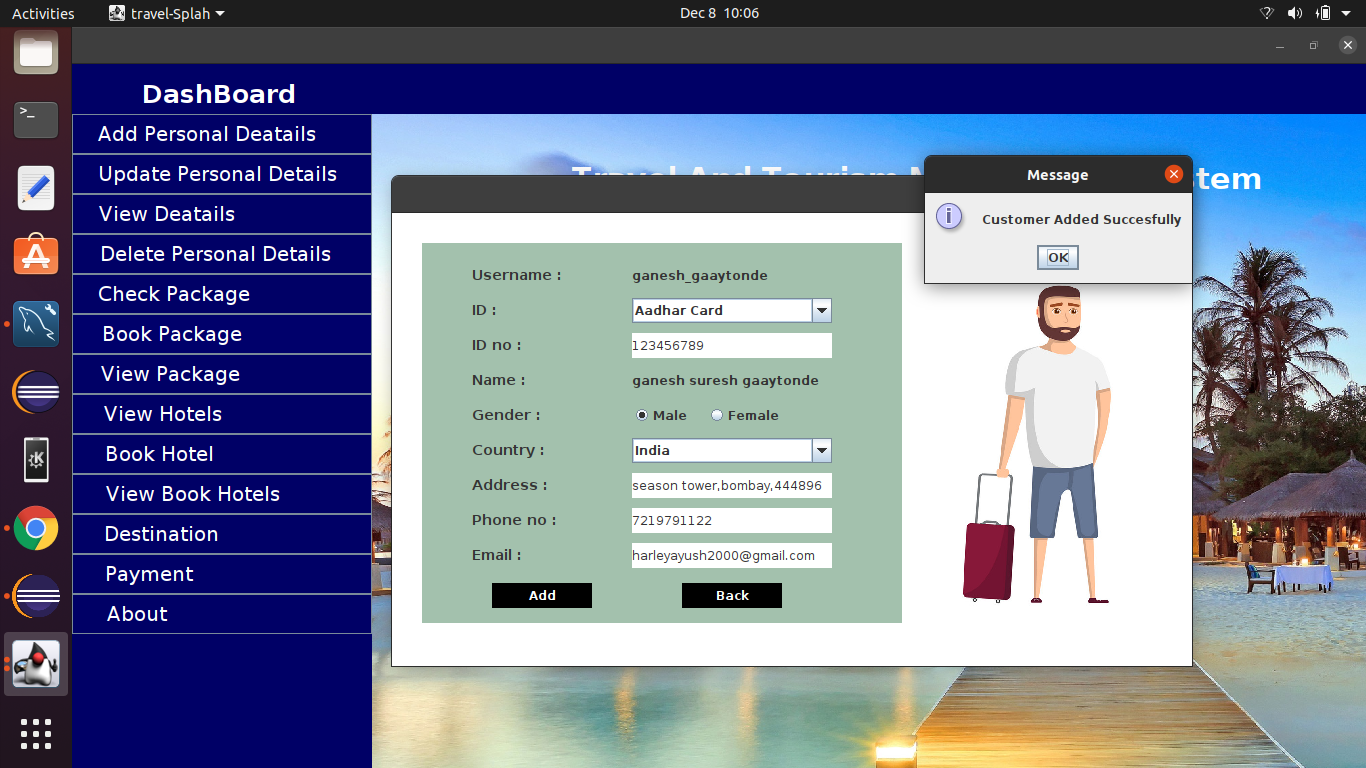 Activities travel-Splah Dec 8 10:06
DashBoard
Add Personal Deatails
Update Personal Details
View Deatails
Delete Personal Details
Check Package
Book Package
View Package
View Hotels
Book Hotel
View Book Hotels
Destination
Payment
About
Travel And Tourism
tem
Message
Customer Added Succesfully
OK
Username : ganesh_gaaytonde
ID : Aadhar Card
ID no : 123456789
Name : ganesh suresh gaaytonde
Gender : Male Female
Country : India
Address : season tower,bombay,444896
Phone no : 7219791122
Email : harleyayush2000@gmail.com
Add Back